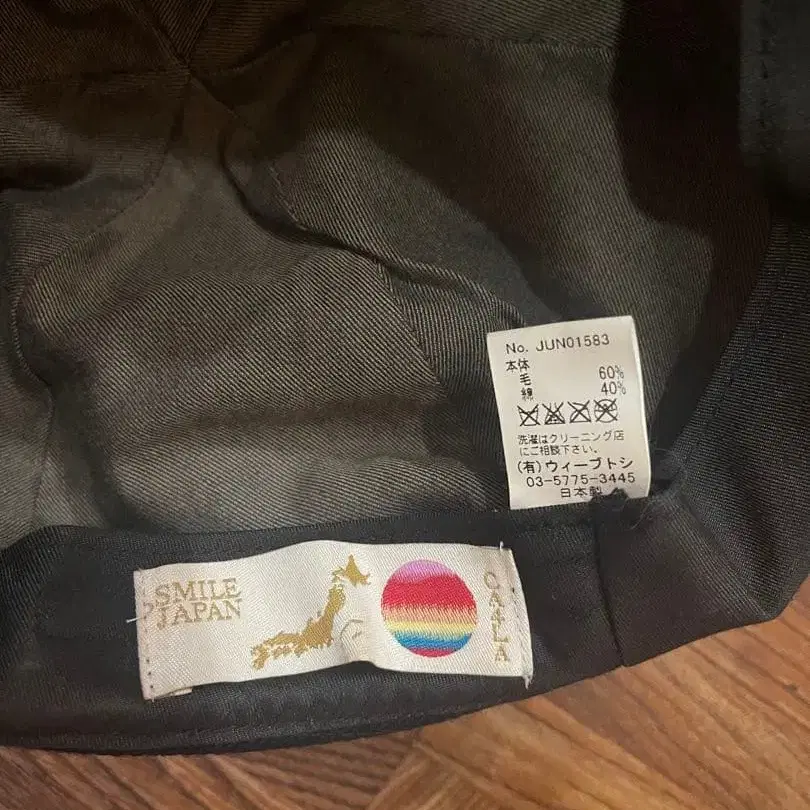 No. JUN01583
本体
毛 60%
綿 40%
洗濯はクリーニング店
にご相談下さい。
(有)ウィーブトシ
03-5775-3445
日本製
SMILE
JAPAN
CA4LA